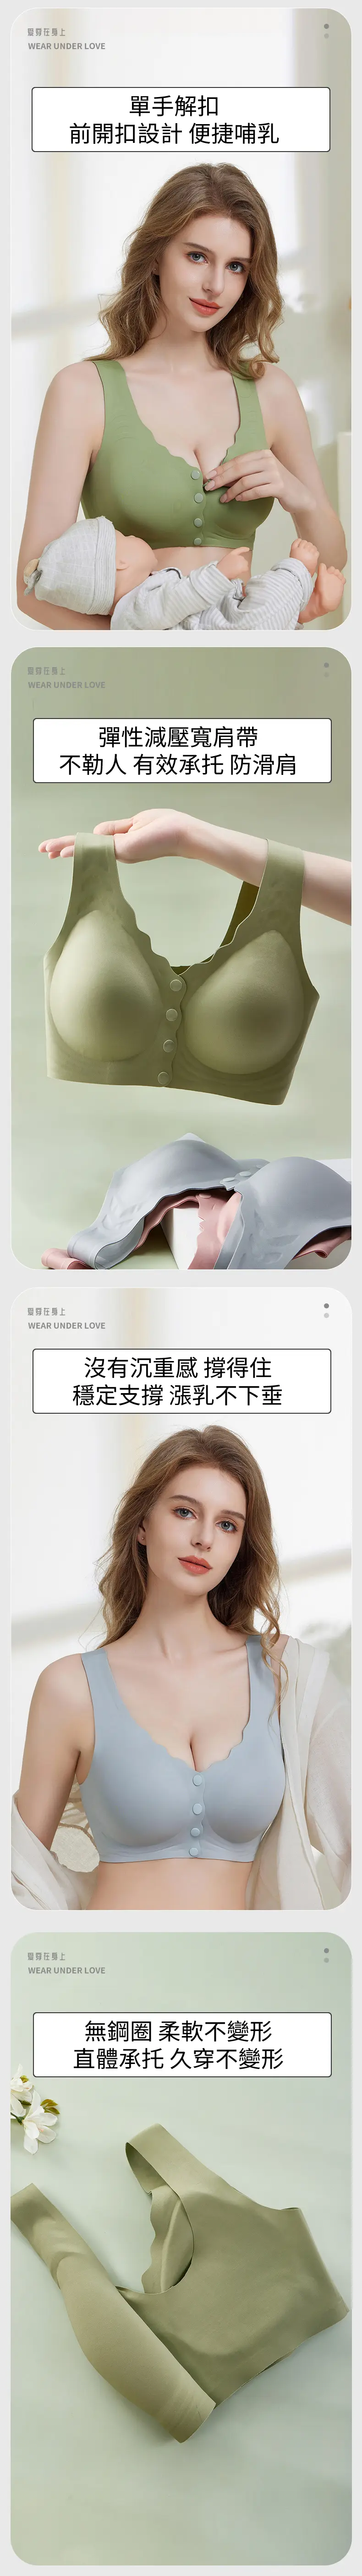 愛穿在身上
WEAR UNDER LOVE
單手解扣
前開扣設計 便捷哺乳
愛穿在身上
WEAR UNDER LOVE
彈性減壓寬肩帶
不勒人 有效承托 防滑肩
愛穿在身上
WEAR UNDER LOVE
沒有沉重感 撐得住
穩定支撐 漲乳不下垂
愛穿在身上
WEAR UNDER LOVE
無鋼圈 柔軟不變形
直體承托 久穿不變形